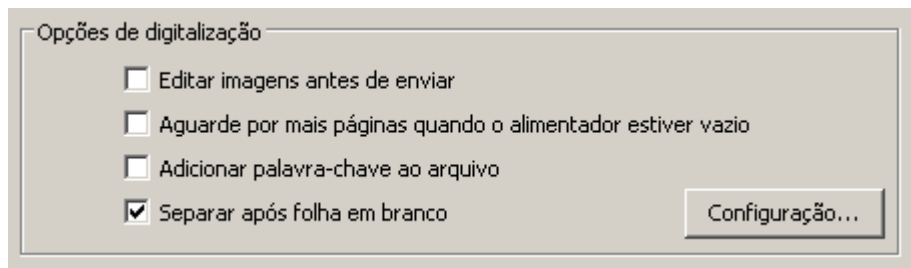 Opções de digitalização
Editar imagens antes de enviar
Aguarde por mais páginas quando o alimentador estiver vazio
Adicionar palavra-chave ao arquivo
Separar após folha em branco
Configuração...